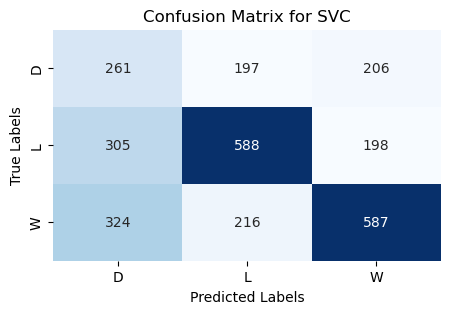 Confusion Matrix for SVC
D 261 197 206
L 305 588 198
W 324 216 587
D L W
True Labels
Predicted Labels